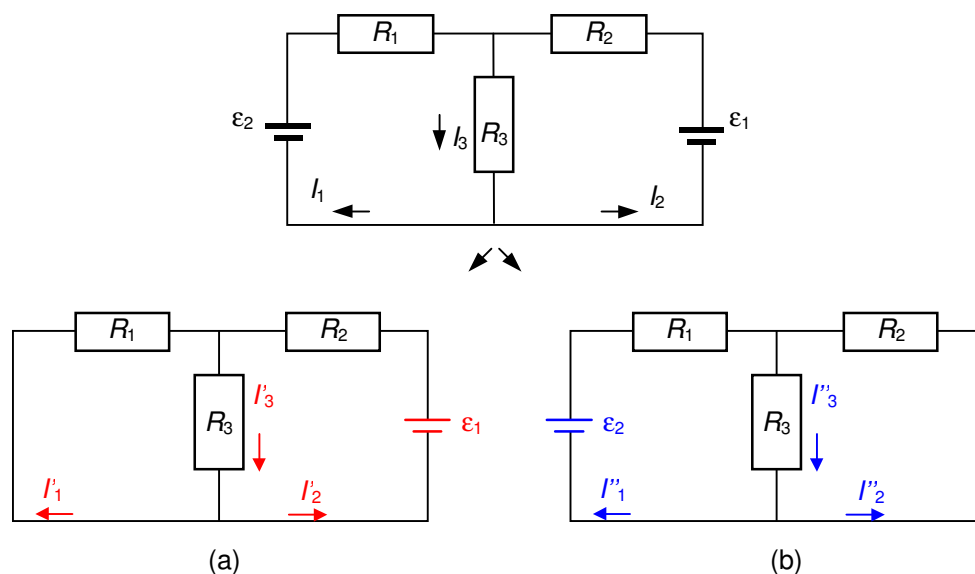 R1 R2
ε2 I3 R3 ε1
I1 I2
R1 R2 R1 R2
I'3 I''3
R3 ε1 ε2 R3
I'1 I'2 I''1 I''2
(a) (b)